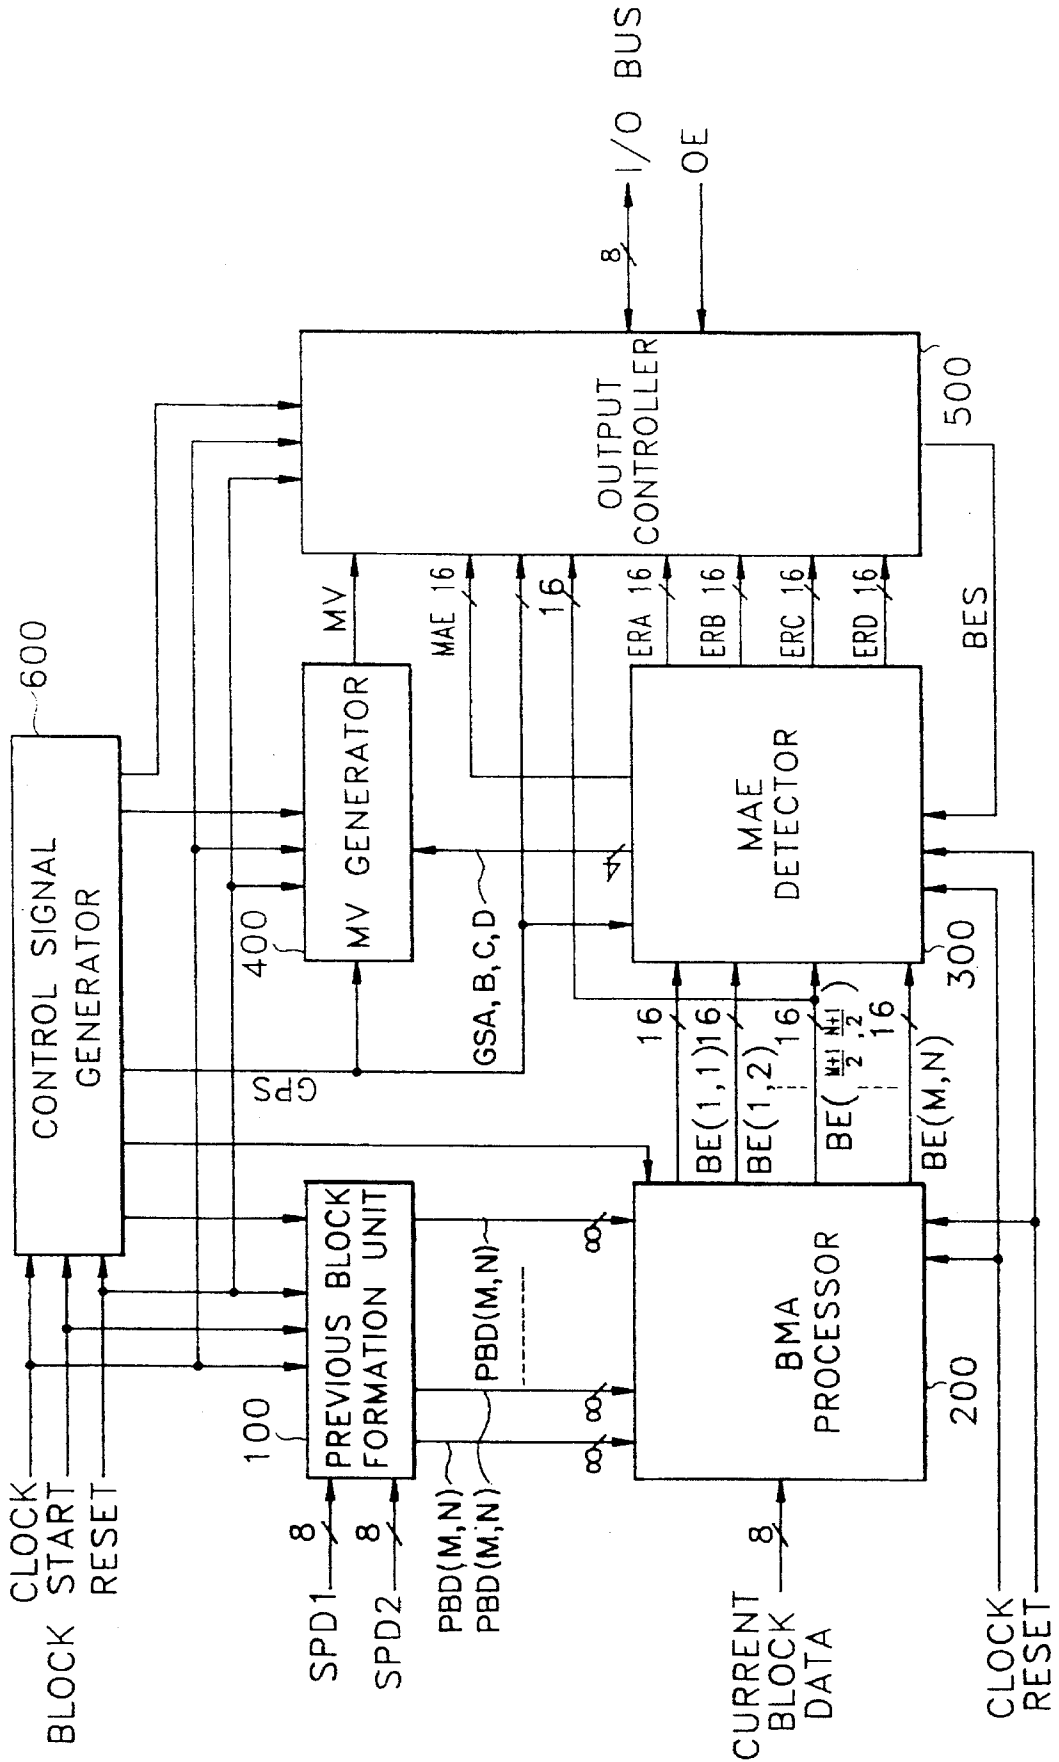 CLOCK
BLOCK START
RESET
CONTROL SIGNAL
GENERATOR
600
SPD1
8
SPD2
8
100
PREVIOUS BLOCK
FORMATION UNIT
GPS
400
MV GENERATOR
MV
PBD(M,N)
PBD(M,N)
PBD(M,N)
8
8
8
GSA,B,C,D
4
MAE 16
16
CURRENT
BLOCK
DATA
8
BMA
PROCESSOR
200
16
BE(1,1)
16
BE(1,2)
16
BE(M+1/2,N+1/2)
16
BE(M,N)
MAE
DETECTOR
300
ERA 16
ERB 16
ERC 16
ERD 16
BES
OUTPUT
CONTROLLER
500
8
I/O BUS
OE
CLOCK
RESET